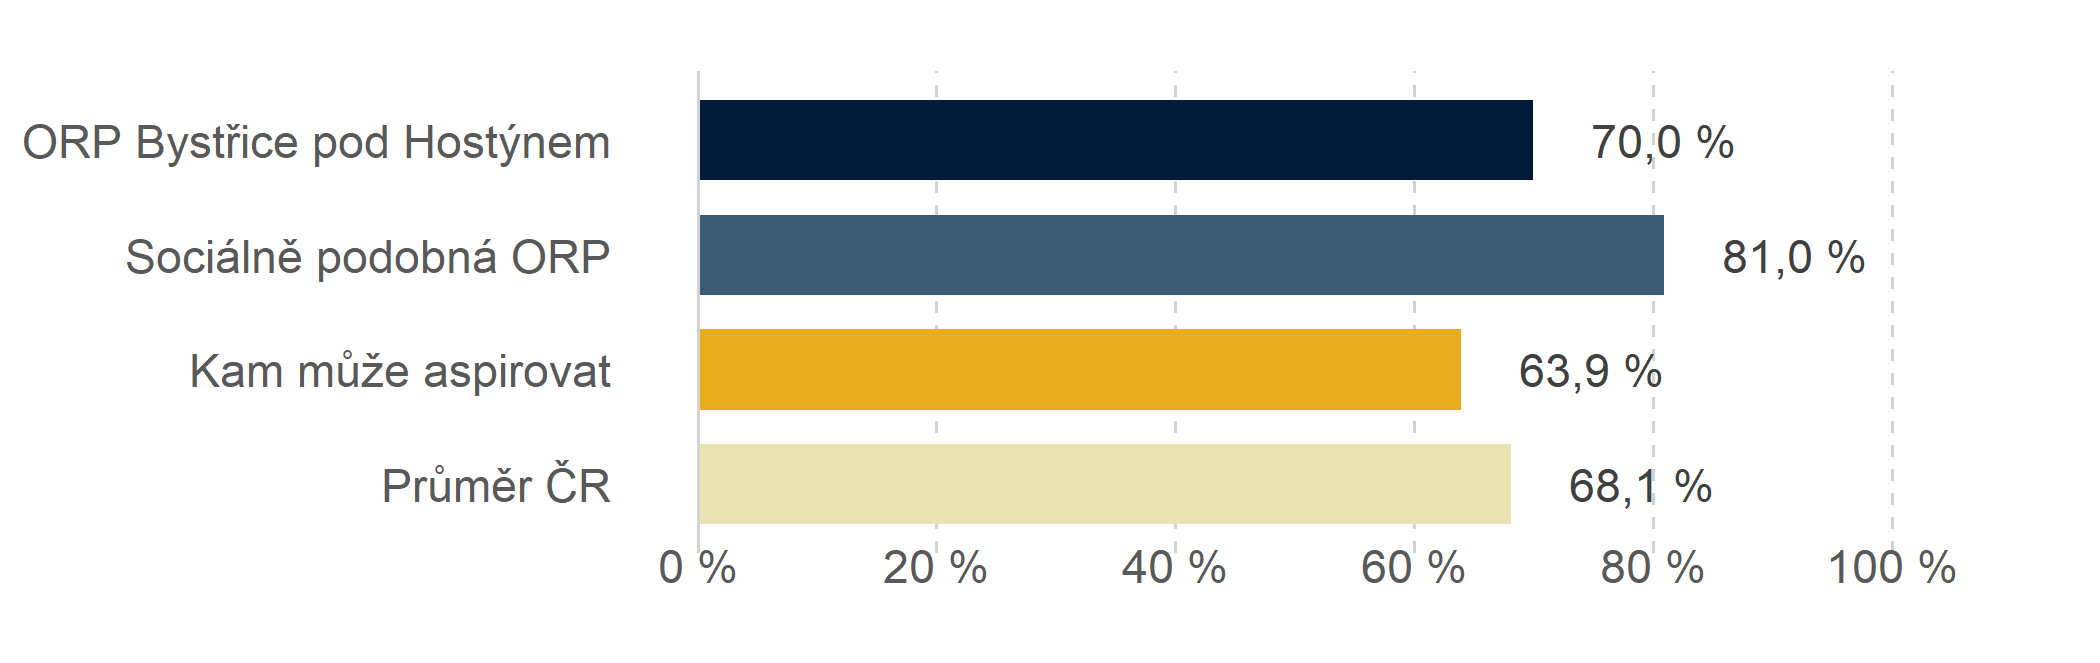 ORP Bystřice pod Hostýnem
70,0 %
Sociálně podobná ORP
81,0 %
Kam může aspirovat
63,9 %
Průměr ČR
68,1 %
0 %
20 %
40 %
60 %
80 %
100 %